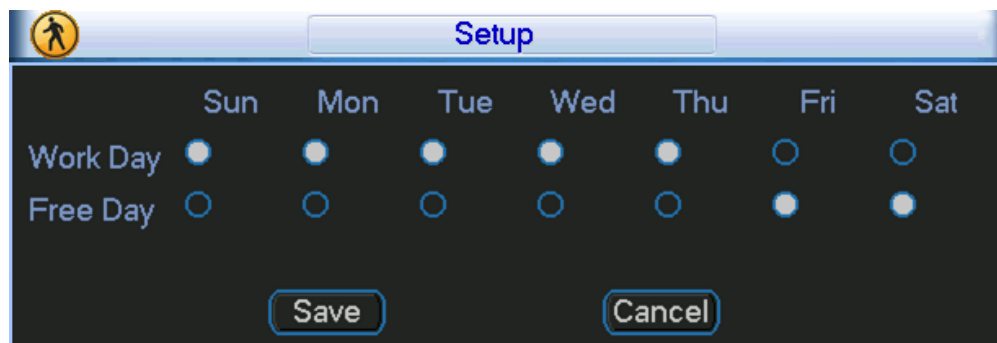 Setup
Sun Mon Tue Wed Thu Fri Sat
Work Day
Free Day
Save Cancel